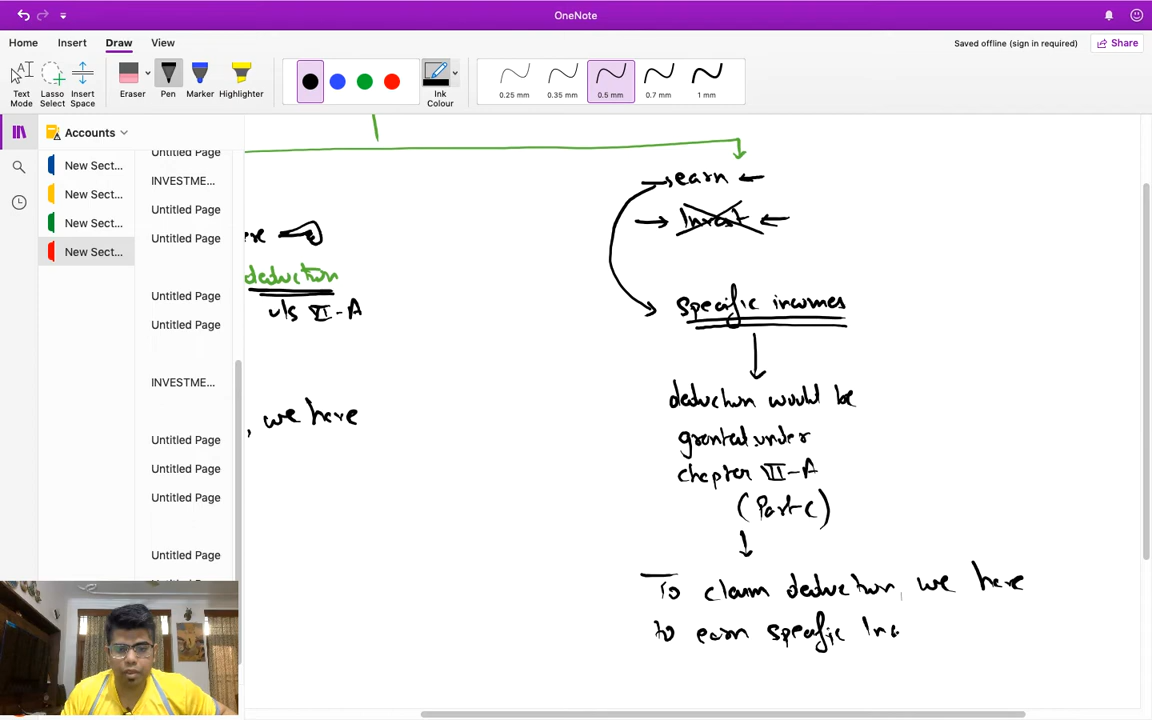 OneNote
Home Insert Draw View
Saved offline (sign in required) Share
Text Mode
Lasso Select
Insert Space
Eraser
Pen
Marker
Highlighter
Ink Colour
0.25 mm 0.35 mm 0.5 mm 0.7 mm 1 mm
Accounts
New Sect...
New Sect...
New Sect...
New Sect...
Untitled Page
INVESTME...
Untitled Page
Untitled Page
Untitled Page
Untitled Page
INVESTME...
Untitled Page
Untitled Page
Untitled Page
Untitled Page
deduction
u/s VI-A
, we have
earn
Invest
specific incomes
deduction would be
granted under
chapter VI-A
(Part-C)
To claim deduction, we have
to earn specific Inc